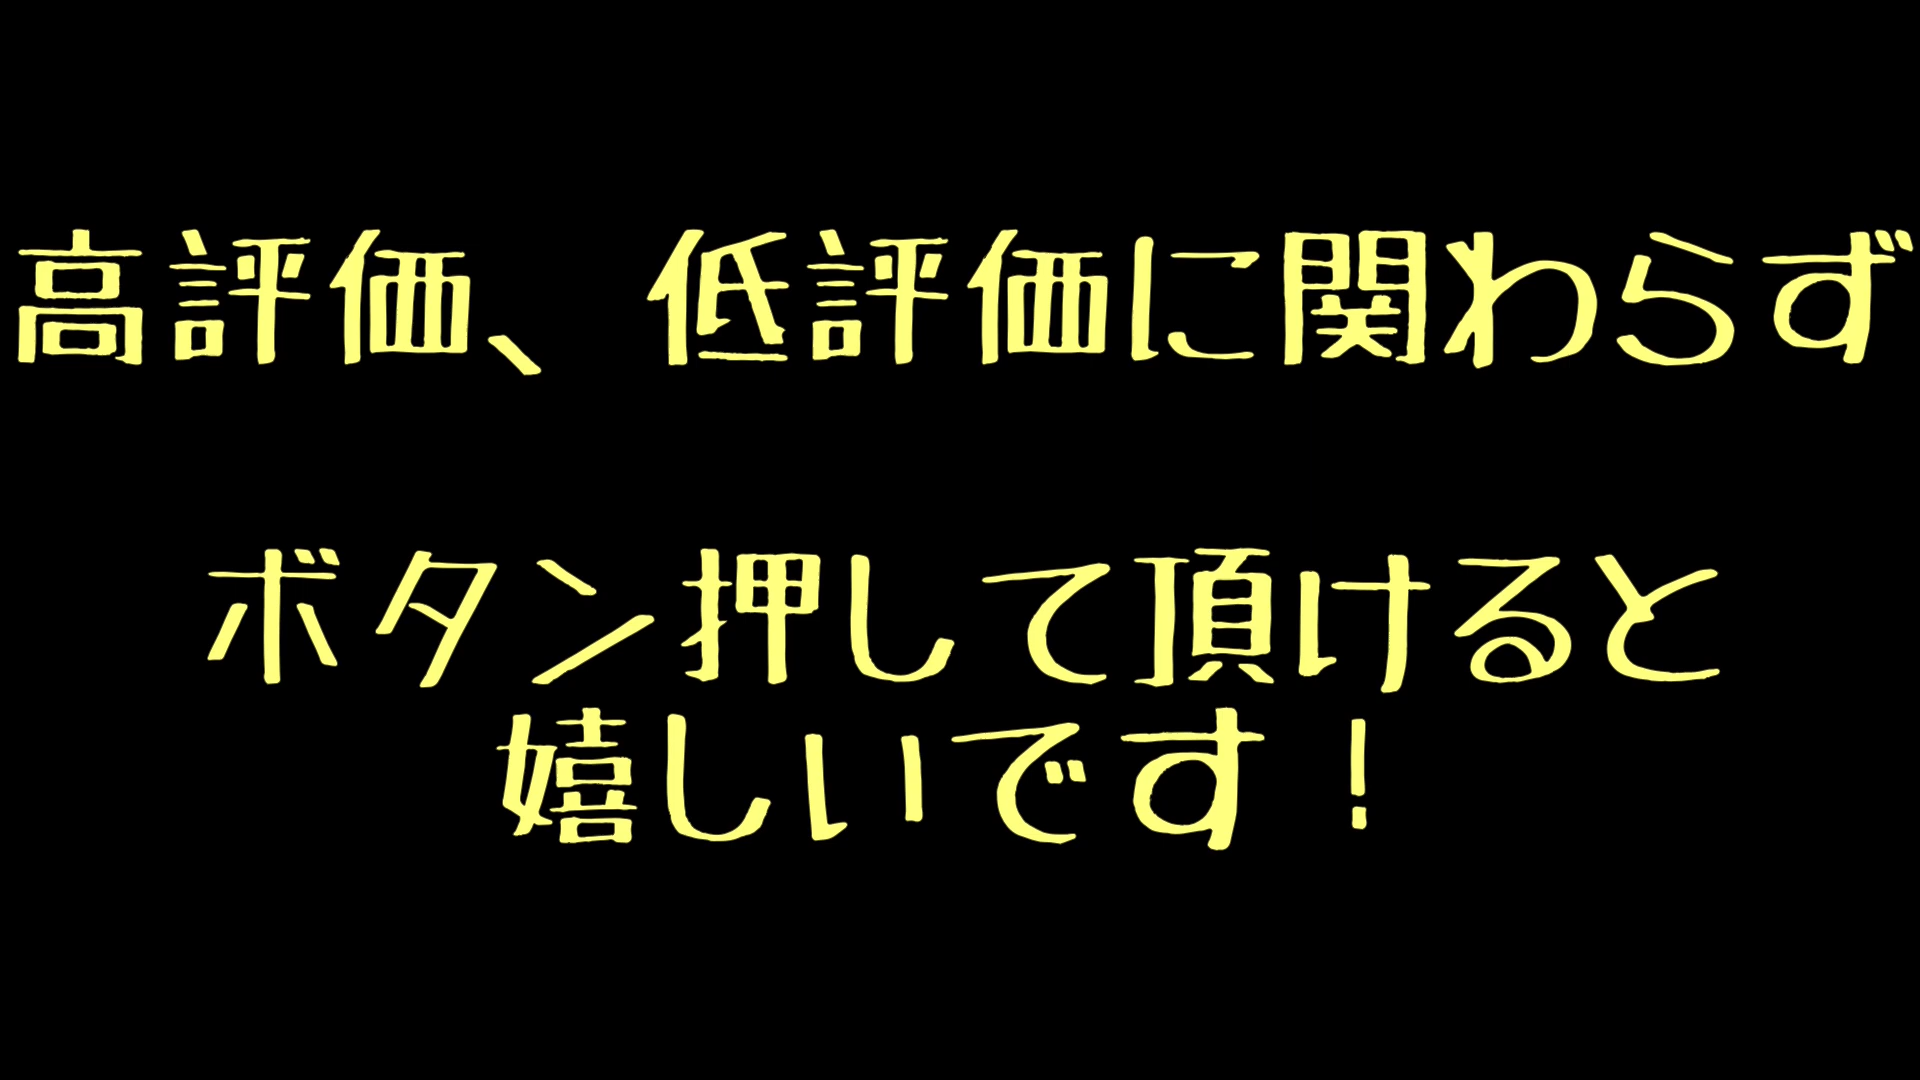 高評価、低評価に関わらず
ボタン押して頂けると
嬉しいです！